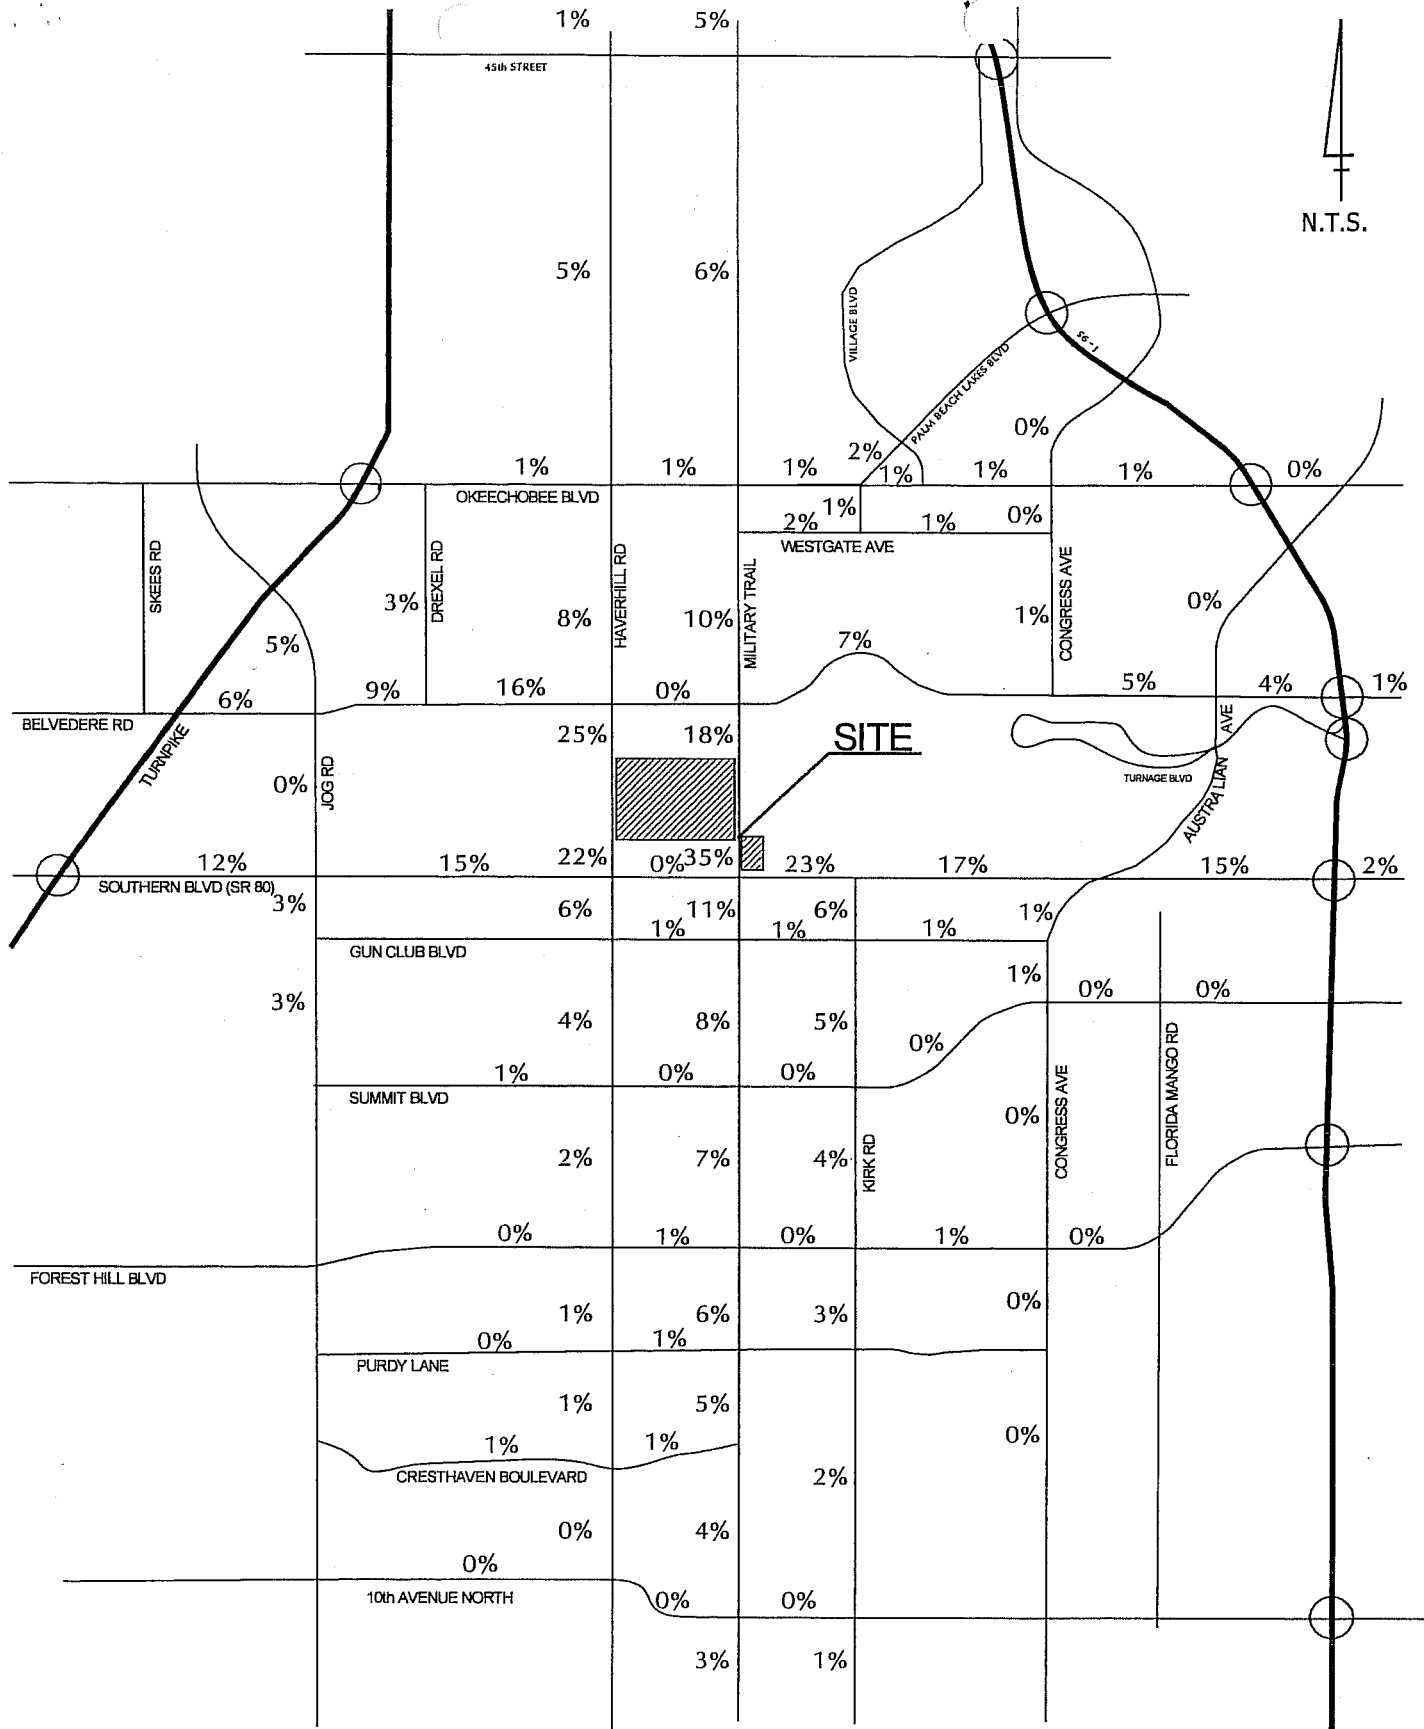 1% 5%
45th STREET
N.T.S.
5% 6%
VILLAGE BLVD
I-95
PALM BEACH LAKES BLVD
0%
2%
1% 1% 1% 1% 1% 1% 0%
OKEECHOBEE BLVD
1%
2% 1% 0%
WESTGATE AVE
SKEES RD
DREXEL RD
HAVERHILL RD
MILITARY TRAIL
CONGRESS AVE
3% 8% 10% 1% 0%
5% 7%
6% 9% 16% 0% 5% 4% 1%
BELVEDERE RD
TURNPIKE
25% 18%
SITE
AVE
TURNAGE BLVD
AUSTRALIAN
0%
JOG RD
12% 15% 22% 0% 35% 23% 17% 15% 2%
SOUTHERN BLVD (SR 80)
3% 6% 11% 6% 1%
1% 1% 1%
GUN CLUB BLVD
1%
3% 0% 0%
4% 8% 5%
0%
1% 0% 0%
SUMMIT BLVD
FLORIDA MANGO RD
CONGRESS AVE
0%
KIRK RD
2% 7% 4%
0% 1% 0% 1% 0%
FOREST HILL BLVD
1% 6% 3% 0%
0% 1%
PURDY LANE
1% 5%
1% 1% 0%
CRESTHAVEN BOULEVARD
2%
0% 4%
0%
10th AVENUE NORTH
0% 0%
3% 1%